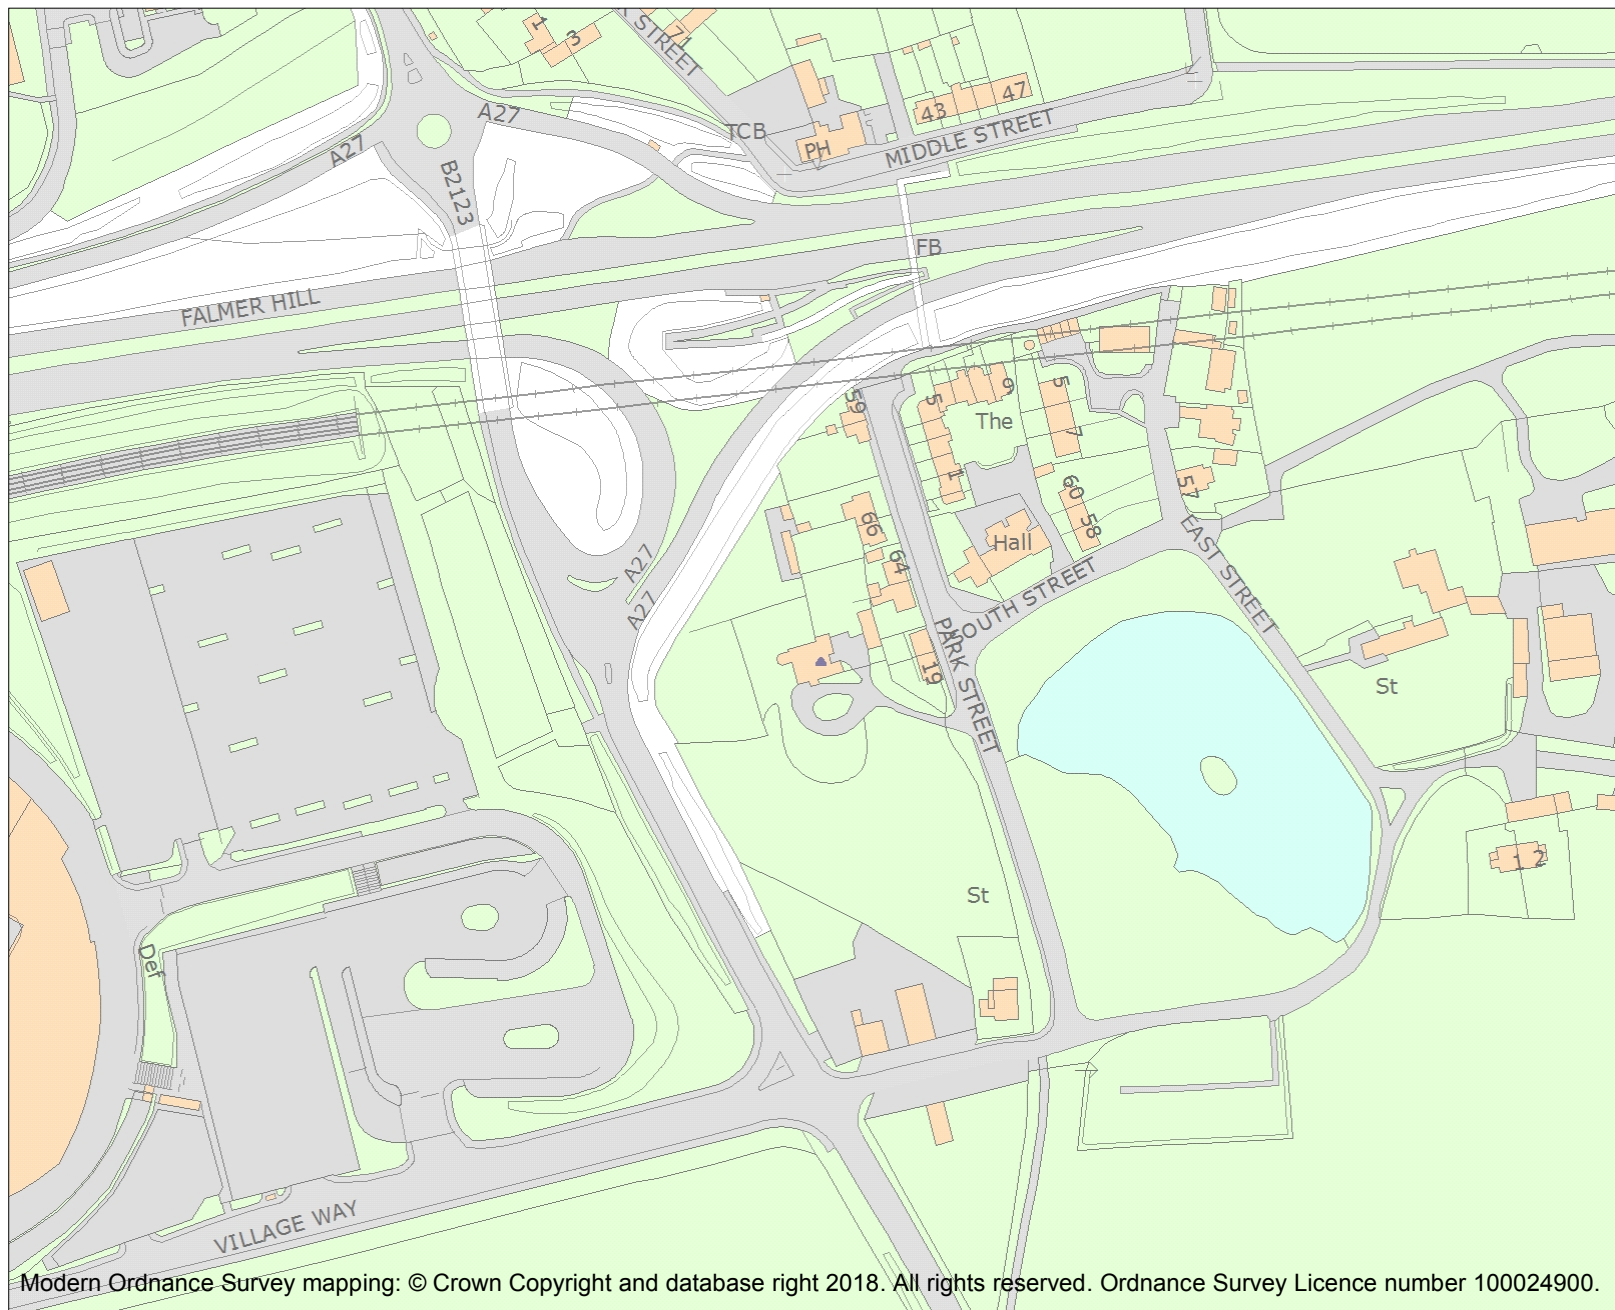 1
3
K STREET
71
A27
A27
TCB
PH
43
47
MIDDLE STREET
B2123
FB
FALMER HILL
59
5
The
9
5
7
1
60
58
57
66
64
Hall
EAST STREET
SOUTH STREET
A27
A27
PARK STREET
19
St
St
1 2
Def
VILLAGE WAY
Modern Ordnance Survey mapping: © Crown Copyright and database right 2018. All rights reserved. Ordnance Survey Licence number 100024900.